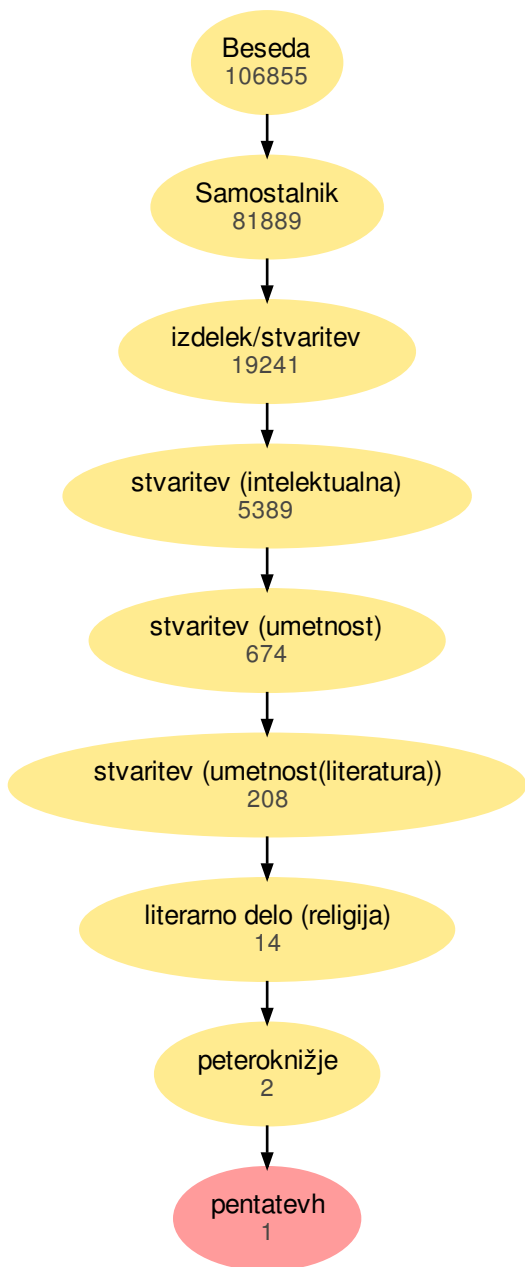 Beseda
106855
Samostalnik
81889
izdelek/stvaritev
19241
stvaritev (intelektualna)
5389
stvaritev (umetnost)
674
stvaritev (umetnost(literatura))
208
literarno delo (religija)
14
peteroknižje
2
pentatevh
1